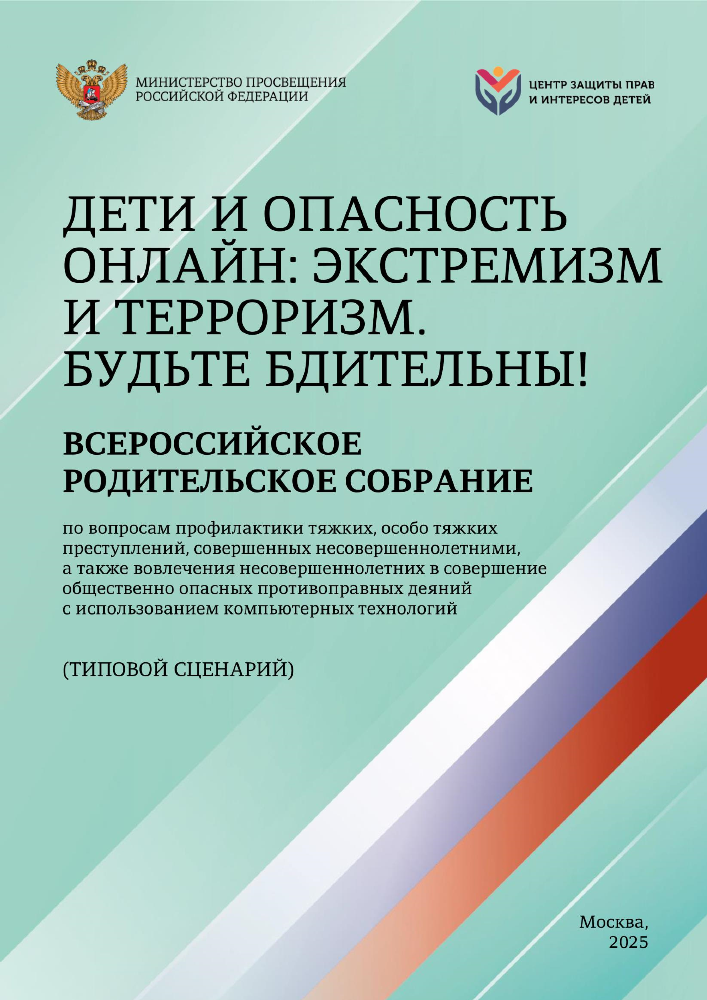 МИНИСТЕРСТВО ПРОСВЕЩЕНИЯ
РОССИЙСКОЙ ФЕДЕРАЦИИ
ЦЕНТР ЗАЩИТЫ ПРАВ
И ИНТЕРЕСОВ ДЕТЕЙ
ДЕТИ И ОПАСНОСТЬ
ОНЛАЙН: ЭКСТРЕМИЗМ
И ТЕРРОРИЗМ.
БУДЬТЕ БДИТЕЛЬНЫ!
ВСЕРОССИЙСКОЕ
РОДИТЕЛЬСКОЕ СОБРАНИЕ
по вопросам профилактики тяжких, особо тяжких
преступлений, совершенных несовершеннолетними,
а также вовлечения несовершеннолетних в совершение
общественно опасных противоправных деяний
с использованием компьютерных технологий
(ТИПОВОЙ СЦЕНАРИЙ)
Москва,
2025